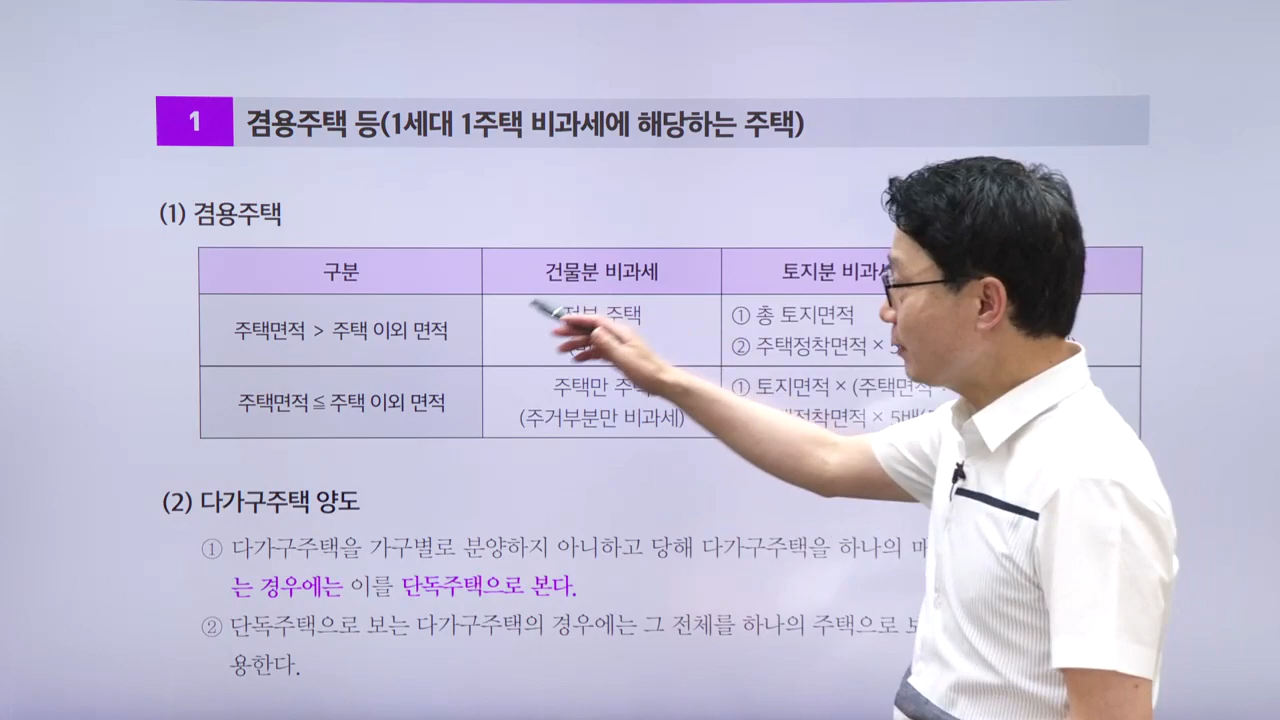 1 겸용주택 등(1세대 1주택 비과세에 해당하는 주택)
(1) 겸용주택
구분 건물분 비과세 토지분
주택면적 > 주택 이외 면적
주택
① 총 토지면적
② 주택정착면적 ×
주택면적 ≦ 주택 이외 면적
주택만
(주거부분만 비과세)
① 토지면적 × (주택면적
× 5배
(2) 다가구주택 양도
① 다가구주택을 가구별로 분양하지 아니하고 당해 다가구주택을 하나의
는 경우에는 이를 단독주택으로 본다.
② 단독주택으로 보는 다가구주택의 경우에는 그 전체를 하나의 주택으로
용한다.